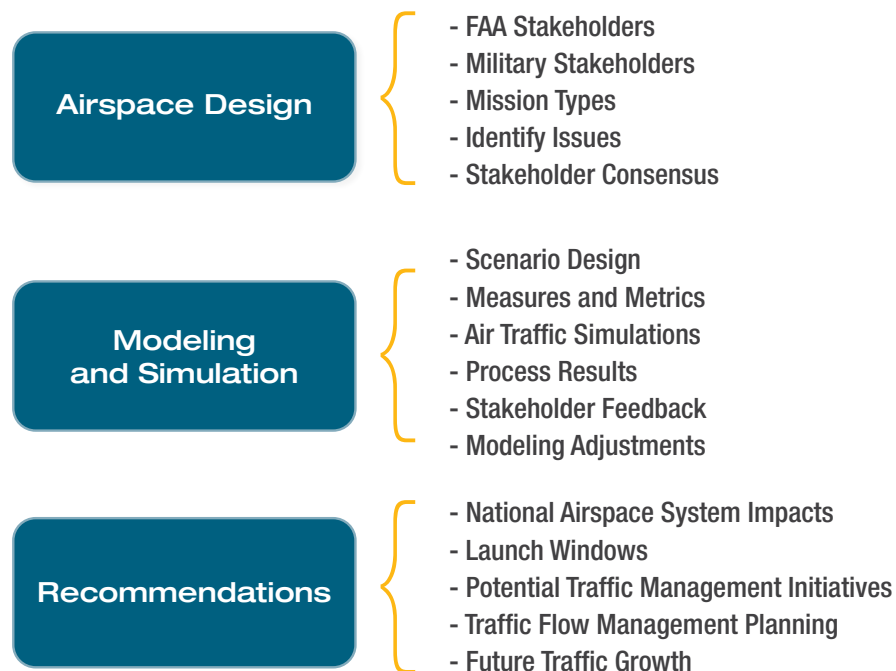 Airspace Design
- FAA Stakeholders
- Military Stakeholders
- Mission Types
- Identify Issues
- Stakeholder Consensus
Modeling
and Simulation
- Scenario Design
- Measures and Metrics
- Air Traffic Simulations
- Process Results
- Stakeholder Feedback
- Modeling Adjustments
Recommendations
- National Airspace System Impacts
- Launch Windows
- Potential Traffic Management Initiatives
- Traffic Flow Management Planning
- Future Traffic Growth